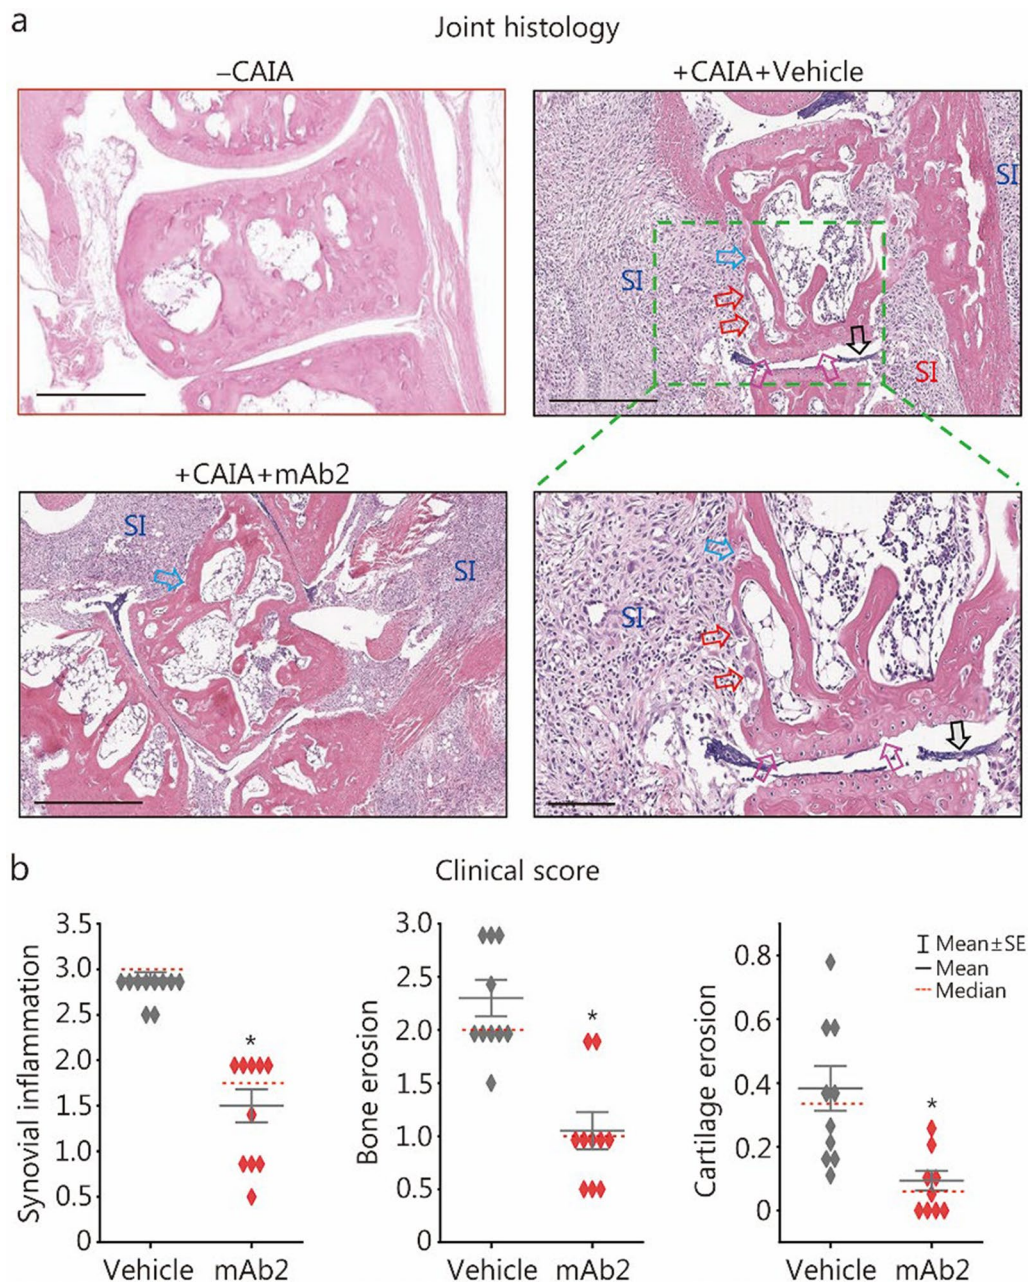 a
Joint histology
–CAIA
+CAIA+Vehicle
SI
SI
SI
+CAIA+mAb2
SI
SI
SI
b
Clinical score
Synovial inflammation
3.5
3.0
2.5
2.0
1.5
1.0
0.5
0
*
Vehicle
mAb2
Bone erosion
3.0
2.5
2.0
1.5
1.0
0.5
0
*
Vehicle
mAb2
Cartilage erosion
0.8
0.6
0.4
0.2
0
*
Vehicle
mAb2
Mean±SE
Mean
Median